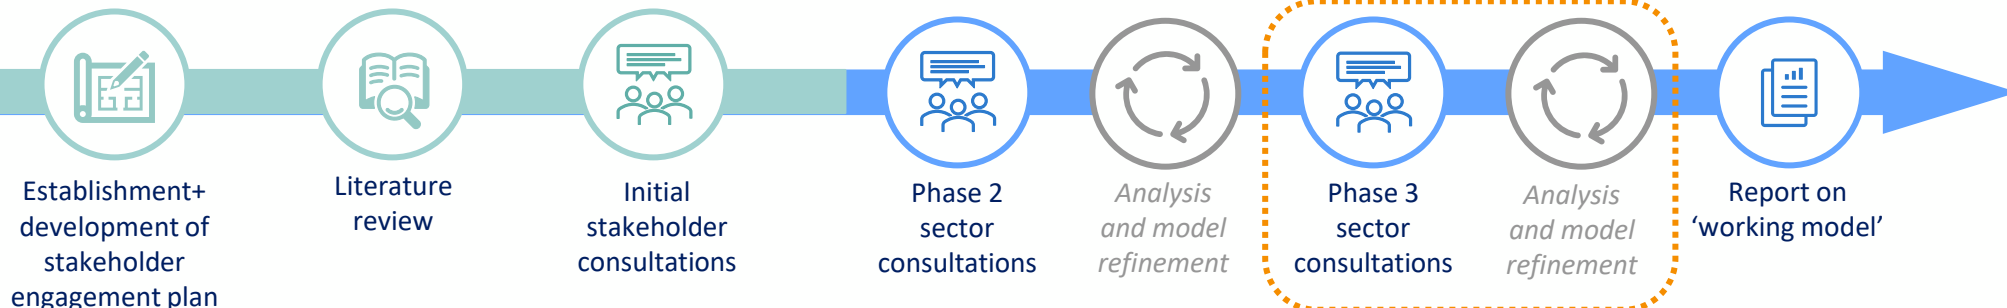 Establishment+
development of
stakeholder
engagement plan
Literature
review
Initial
stakeholder
consultations
Phase 2
sector
consultations
Analysis
and model
refinement
Phase 3
sector
consultations
Analysis
and model
refinement
Report on
‘working model’